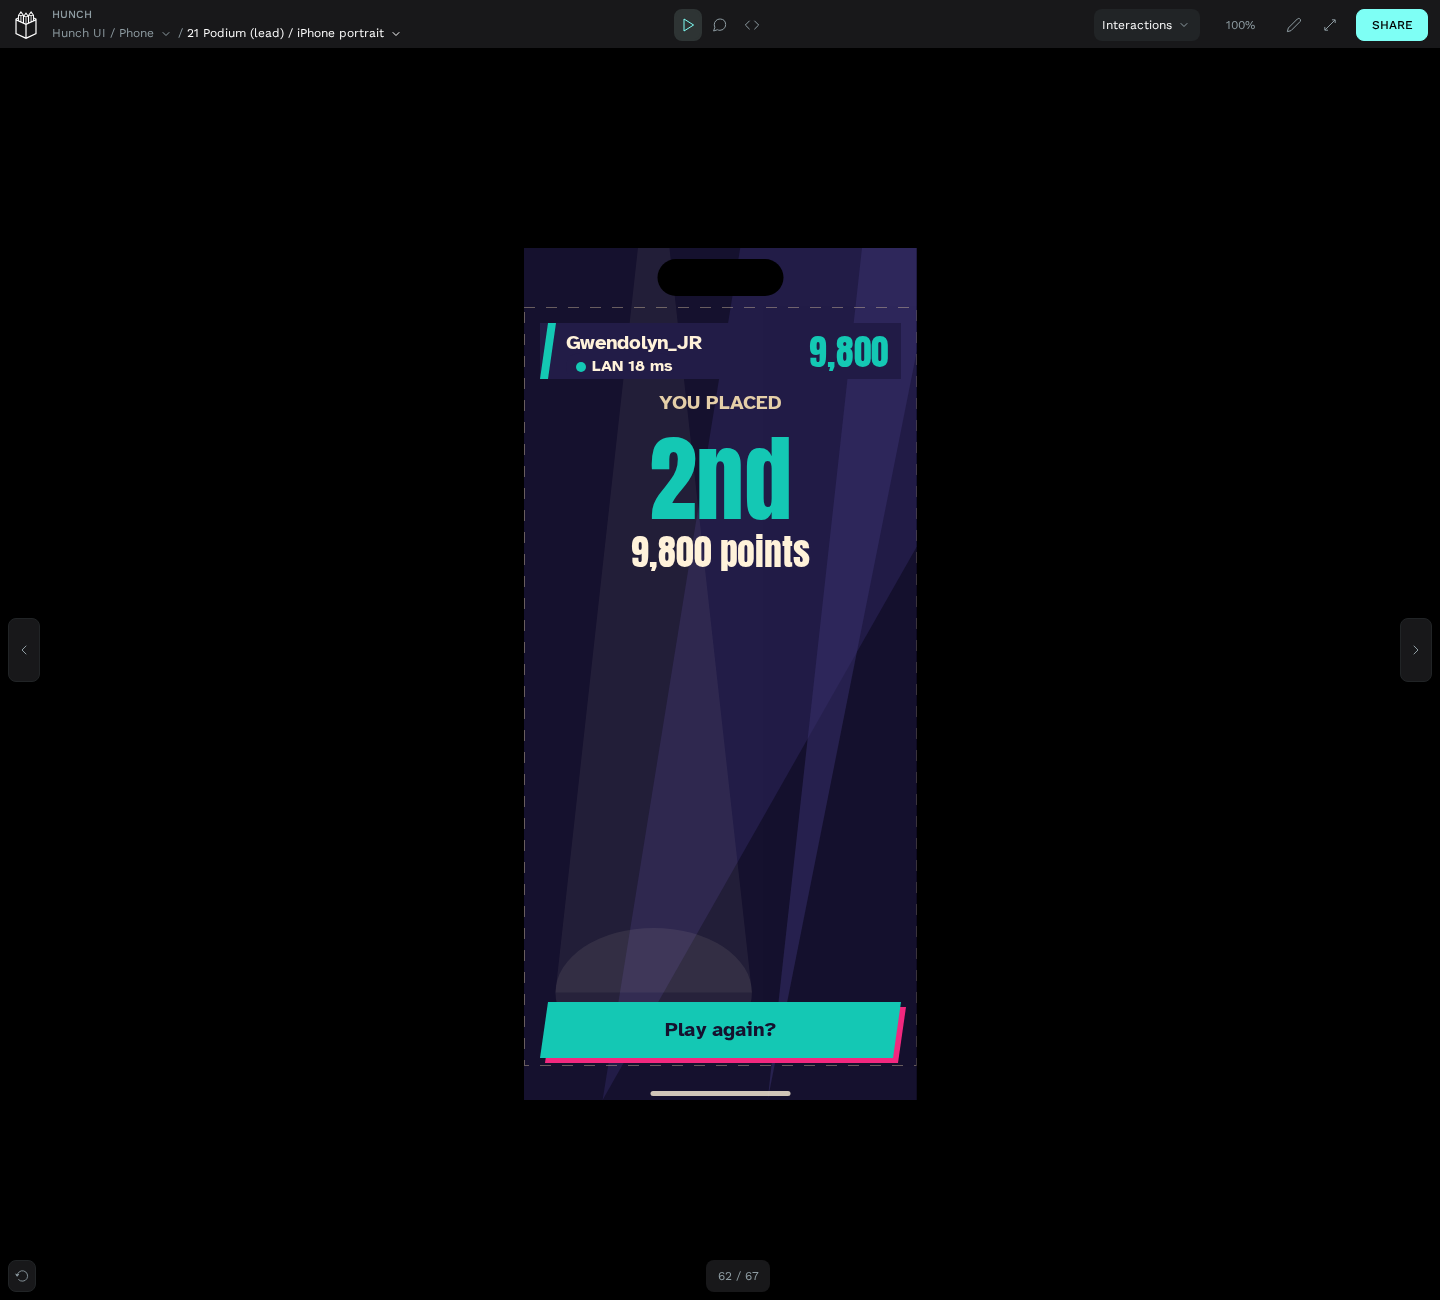 HUNCH
Hunch UI / Phone / 21 Podium (lead) / iPhone portrait
Interactions
100%
SHARE
Gwendolyn_JR
LAN 18 ms
9,800
YOU PLACED
2nd
9,800 points
Play again?
62 / 67